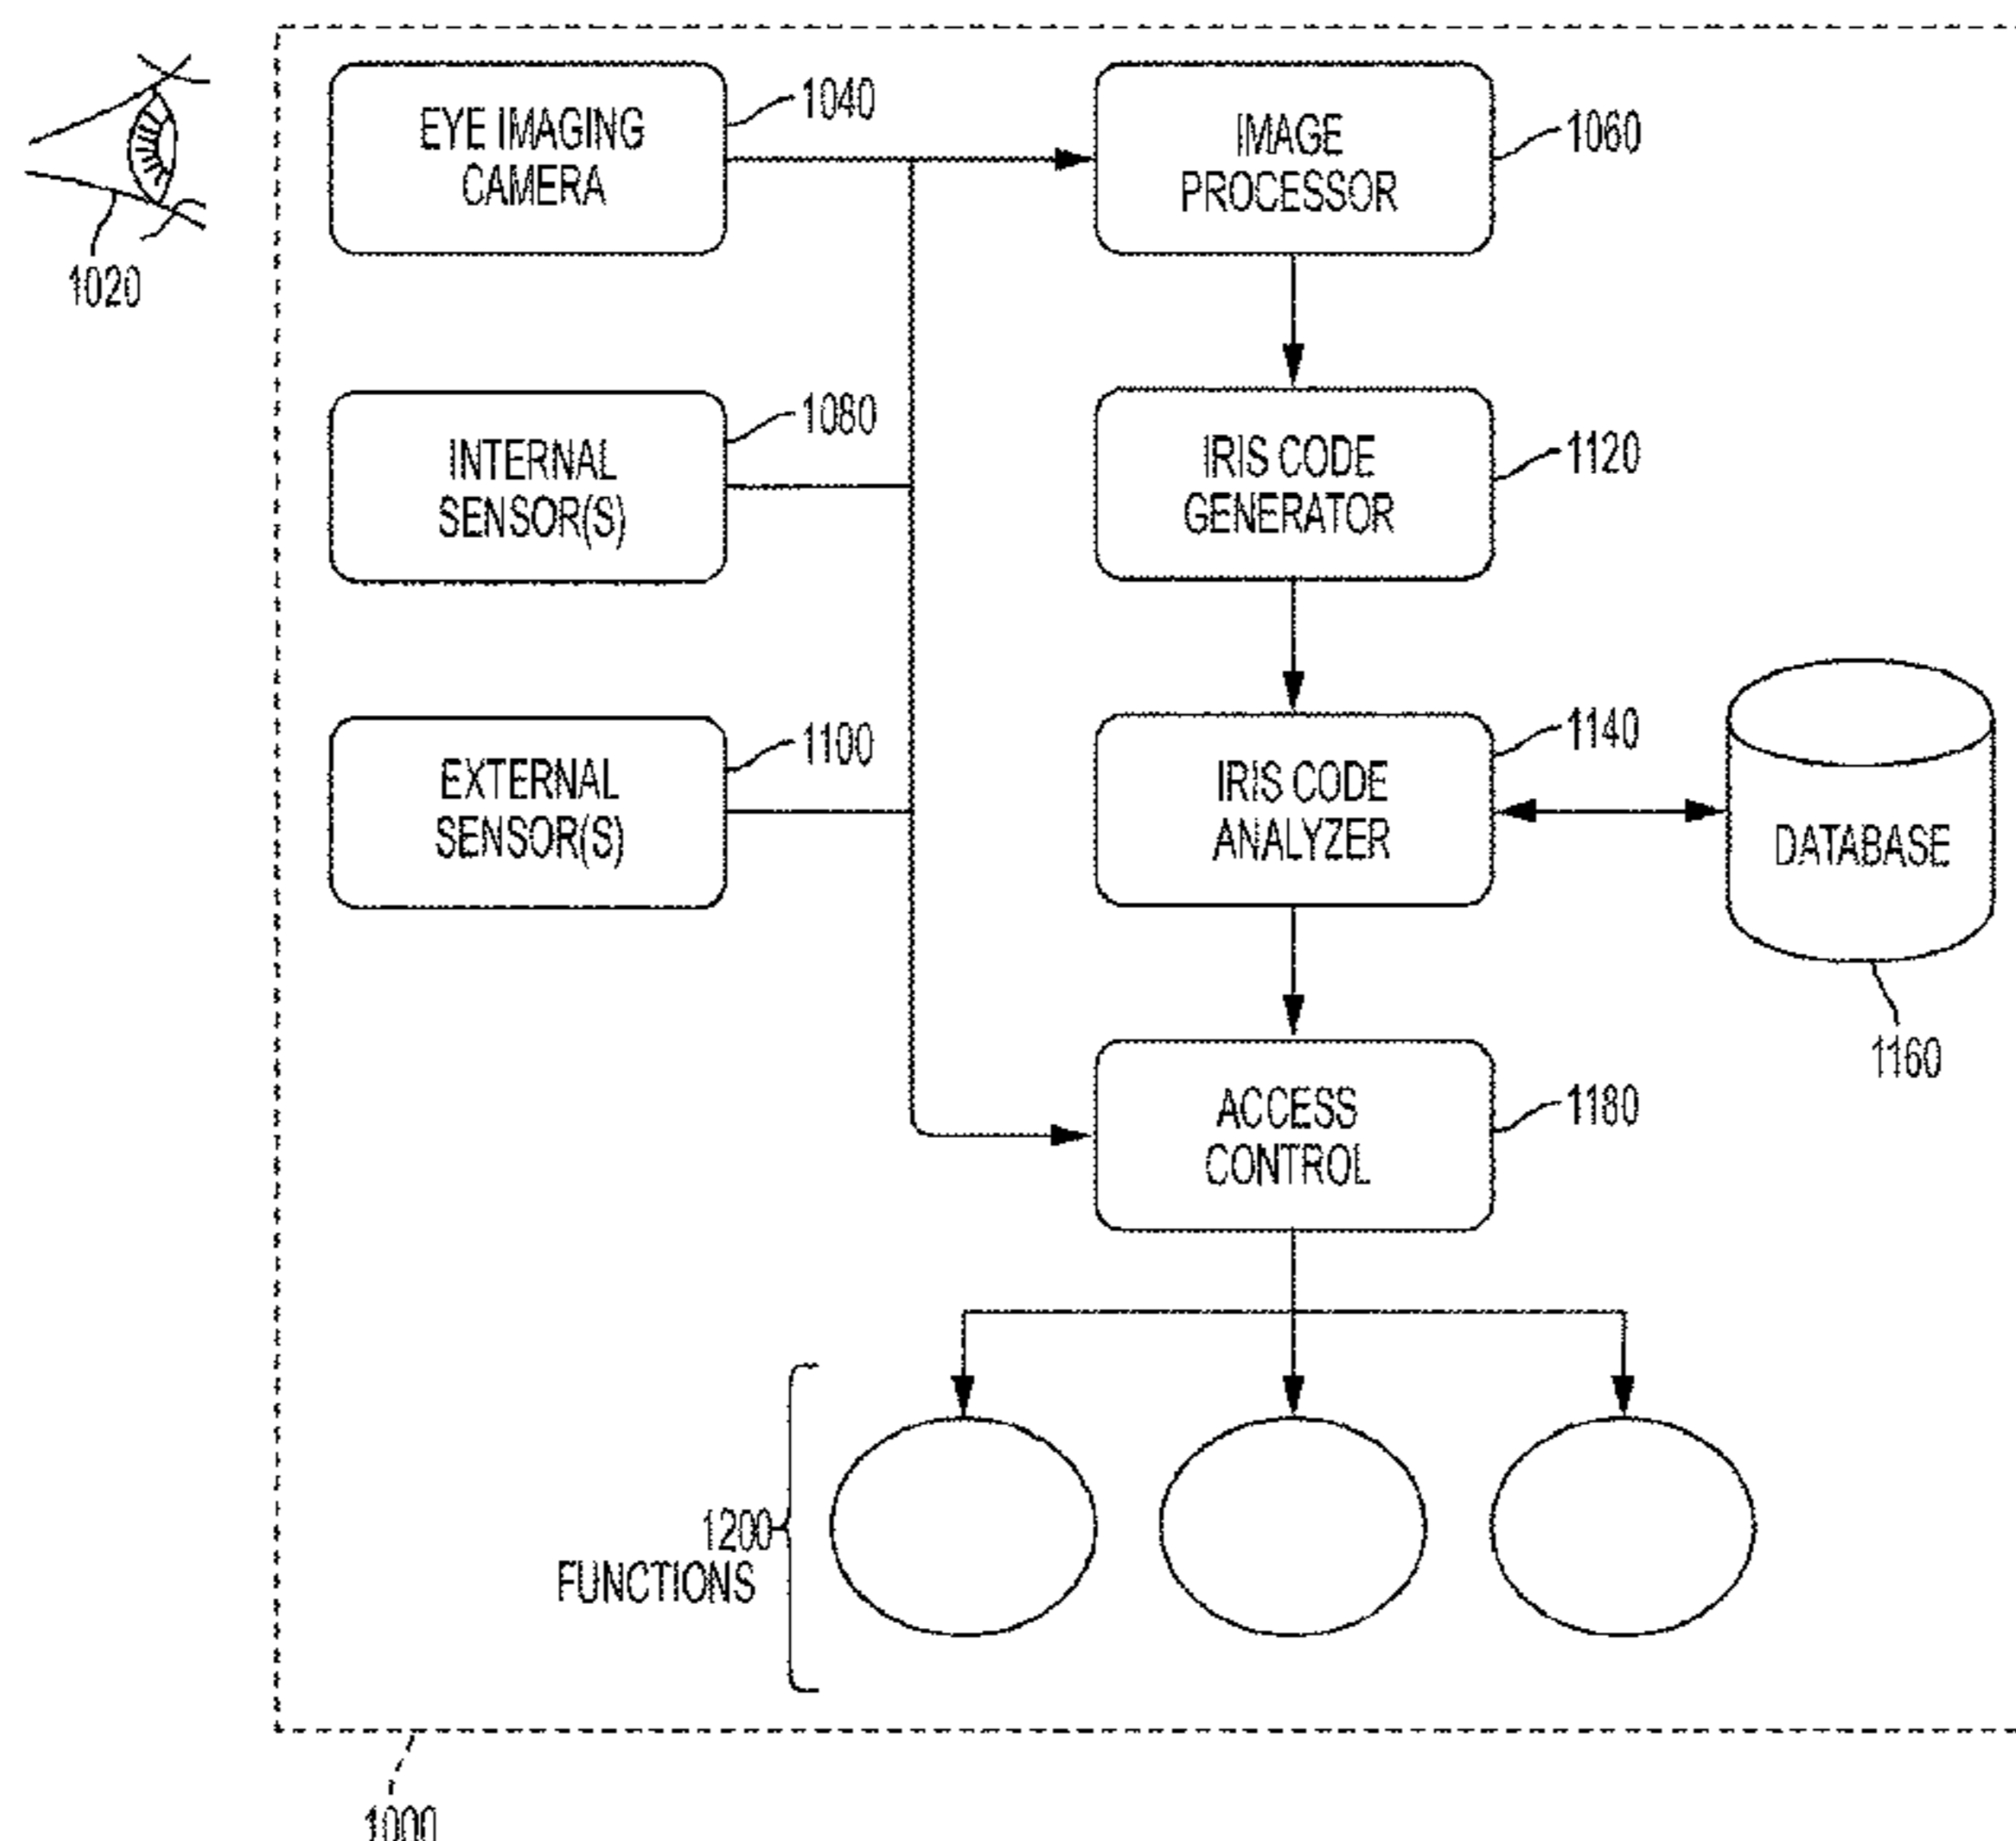 EYE IMAGING
CAMERA
1040
IMAGE
PROCESSOR
1060
1020
INTERNAL
SENSOR(S)
1080
IRIS CODE
GENERATOR
1120
EXTERNAL
SENSOR(S)
1100
IRIS CODE
ANALYZER
1140
DATABASE
1160
ACCESS
CONTROL
1180
1200
FUNCTIONS
1000